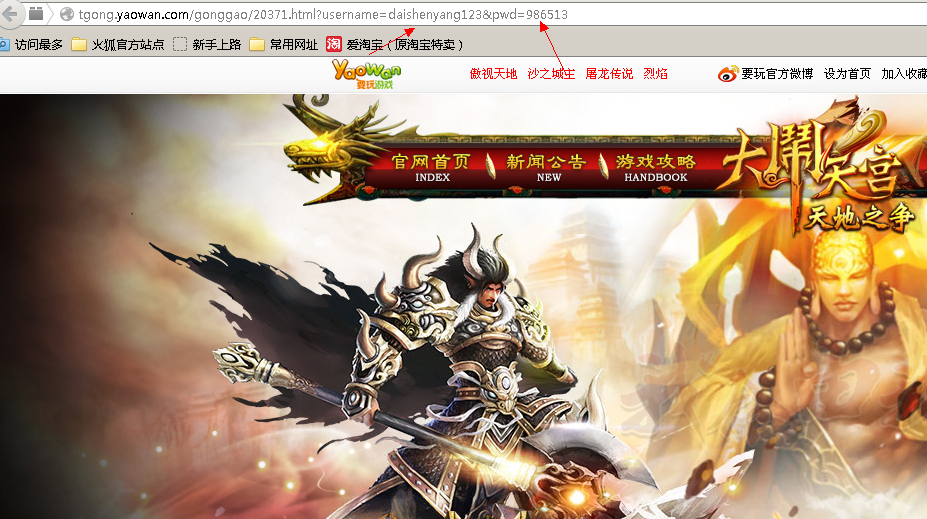 tgong.yaowan.com/gonggao/20371.html?username=daishenyang123&pwd=986513
访问最多 火狐官方站点 新手上路 常用网址 淘 爱淘宝（原淘宝特卖）
YaoWan 傲视天地 沙之城主 屠龙传说 烈焰 要玩官方微博 设为首页 加入收藏
要玩游戏
官网首页 新闻公告 游戏攻略 大闹天宫
INDEX NEW HANDBOOK
天地之争